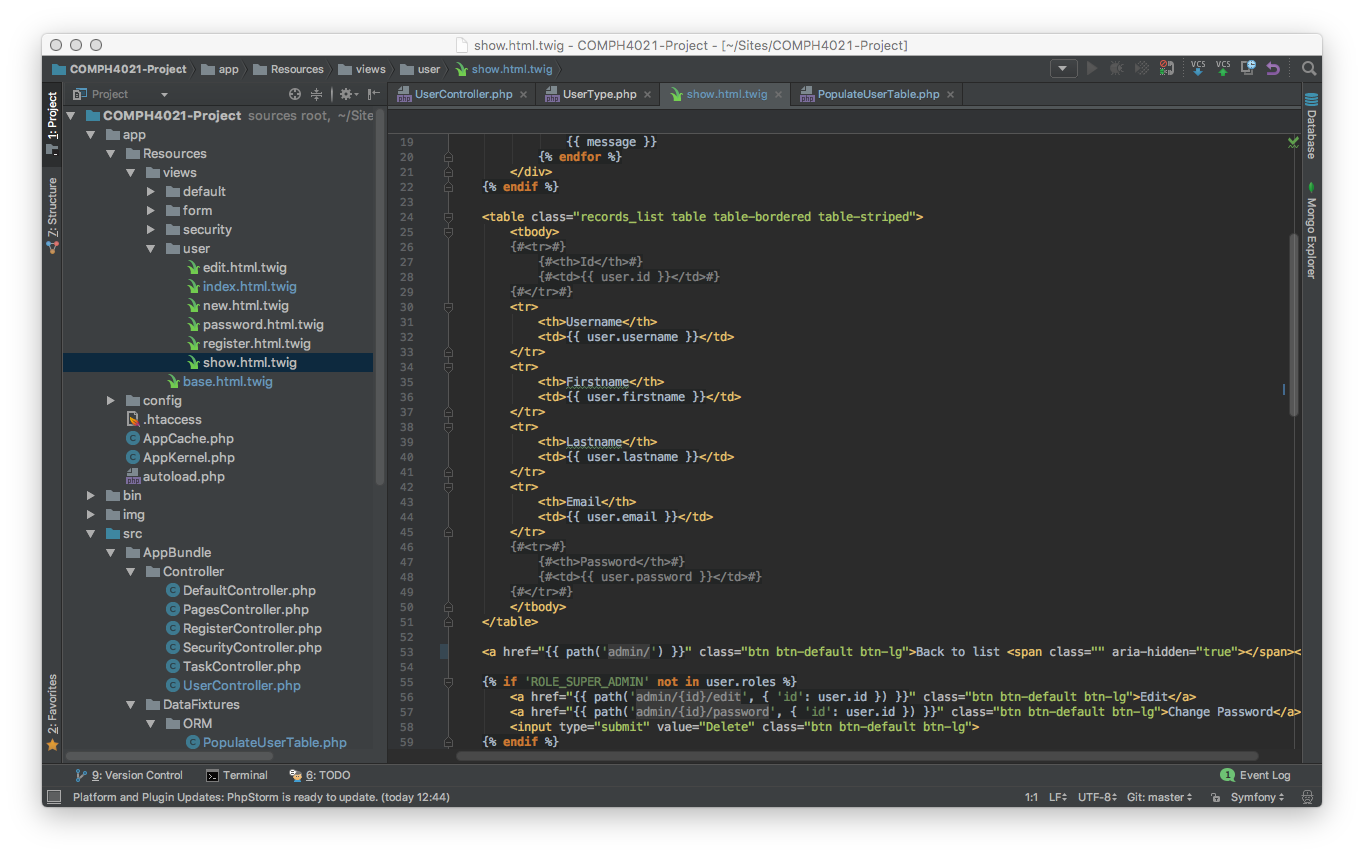 show.html.twig - COMPH4021-Project - [~/Sites/COMPH4021-Project]
COMPH4021-Project app Resources views user show.html.twig
VCS VCS
Project
UserController.php × UserType.php × show.html.twig × PopulateUserTable.php ×
1: Project
Z: Structure
2: Favorites
COMPH4021-Project sources root, ~/Site
app
Resources
views
default
form
security
user
edit.html.twig
index.html.twig
new.html.twig
password.html.twig
register.html.twig
show.html.twig
base.html.twig
config
.htaccess
AppCache.php
AppKernel.php
autoload.php
bin
img
src
AppBundle
Controller
DefaultController.php
PagesController.php
RegisterController.php
SecurityController.php
TaskController.php
UserController.php
DataFixtures
ORM
PopulateUserTable.php
19 {{ message }}
20 {% endfor %}
21 </div>
22 {% endif %}
23
24 <table class="records_list table table-bordered table-striped">
25 <tbody>
26 {#<tr>#}
27 {#<th>Id</th>#}
28 {#<td>{{ user.id }}</td>#}
29 {#</tr>#}
30 <tr>
31 <th>Username</th>
32 <td>{{ user.username }}</td>
33 </tr>
34 <tr>
35 <th>Firstname</th>
36 <td>{{ user.firstname }}</td>
37 </tr>
38 <tr>
39 <th>Lastname</th>
40 <td>{{ user.lastname }}</td>
41 </tr>
42 <tr>
43 <th>Email</th>
44 <td>{{ user.email }}</td>
45 </tr>
46 {#<tr>#}
47 {#<th>Password</th>#}
48 {#<td>{{ user.password }}</td>#}
49 {#</tr>#}
50 </tbody>
51 </table>
52
53 <a href="{{ path('admin/') }}" class="btn btn-default btn-lg">Back to list <span class="" aria-hidden="true"></span><
54
55 {% if 'ROLE_SUPER_ADMIN' not in user.roles %}
56 <a href="{{ path('admin/{id}/edit', { 'id': user.id }) }}" class="btn btn-default btn-lg">Edit</a>
57 <a href="{{ path('admin/{id}/password', { 'id': user.id }) }}" class="btn btn-default btn-lg">Change Password</a>
58 <input type="submit" value="Delete" class="btn btn-default btn-lg">
59 {% endif %}
Database
Mongo Explorer
9: Version Control Terminal 6: TODO 1 Event Log
Platform and Plugin Updates: PhpStorm is ready to update. (today 12:44) 1:1 LF UTF-8 Git: master Symfony